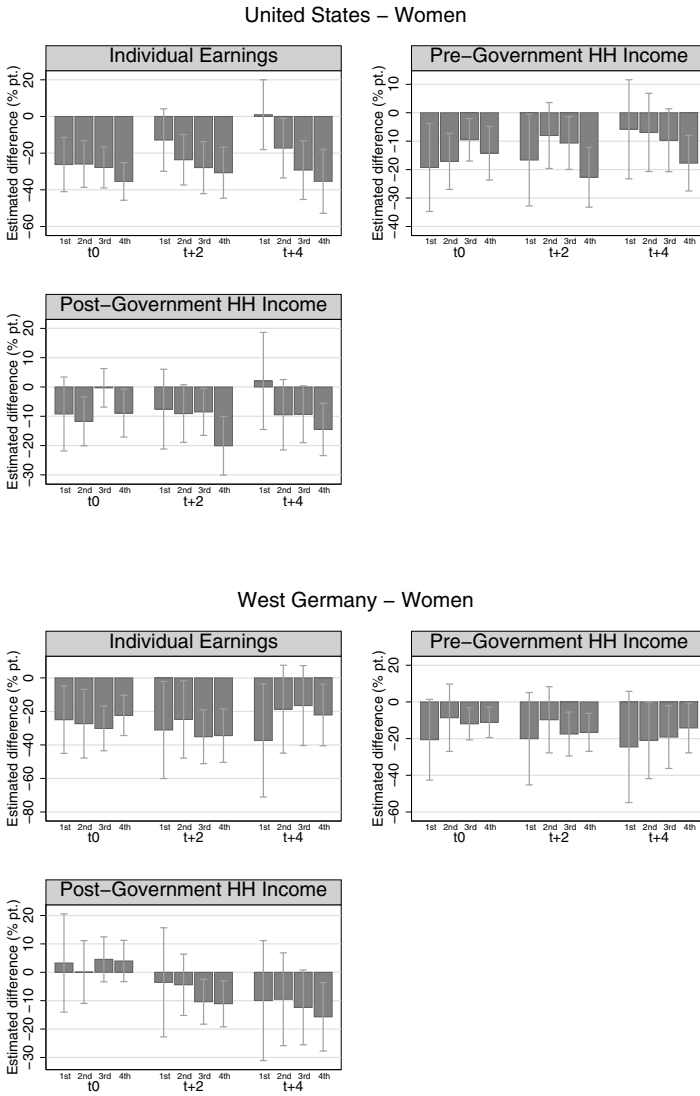 United States – Women
Individual Earnings
Estimated difference (% pt.)
20
0
−20
−40
−60
1st 2nd 3rd 4th 1st 2nd 3rd 4th 1st 2nd 3rd 4th
t0 t+2 t+4
Pre−Government HH Income
Estimated difference (% pt.)
10
0
−10
−20
−30
−40
1st 2nd 3rd 4th 1st 2nd 3rd 4th 1st 2nd 3rd 4th
t0 t+2 t+4
Post−Government HH Income
Estimated difference (% pt.)
20
10
0
−10
−20
−30
1st 2nd 3rd 4th 1st 2nd 3rd 4th 1st 2nd 3rd 4th
t0 t+2 t+4
West Germany – Women
Individual Earnings
Estimated difference (% pt.)
0
−20
−40
−60
−80
1st 2nd 3rd 4th 1st 2nd 3rd 4th 1st 2nd 3rd 4th
t0 t+2 t+4
Pre−Government HH Income
Estimated difference (% pt.)
20
0
−20
−40
−60
1st 2nd 3rd 4th 1st 2nd 3rd 4th 1st 2nd 3rd 4th
t0 t+2 t+4
Post−Government HH Income
Estimated difference (% pt.)
20
10
0
−10
−20
−30
1st 2nd 3rd 4th 1st 2nd 3rd 4th 1st 2nd 3rd 4th
t0 t+2 t+4